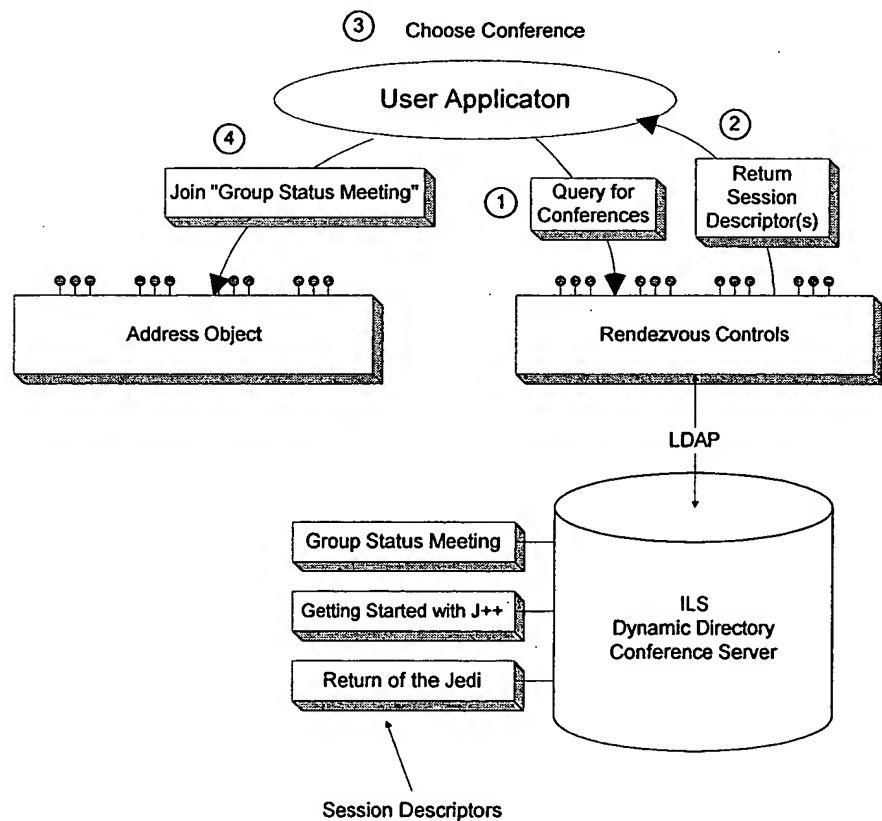 3 Choose Conference
User Applicaton
4
2
Join "Group Status Meeting"
1
Query for
Conferences
Return
Session
Descriptor(s)
Address Object
Rendezvous Controls
LDAP
Group Status Meeting
Getting Started with J++
Return of the Jedi
ILS
Dynamic Directory
Conference Server
Session Descriptors